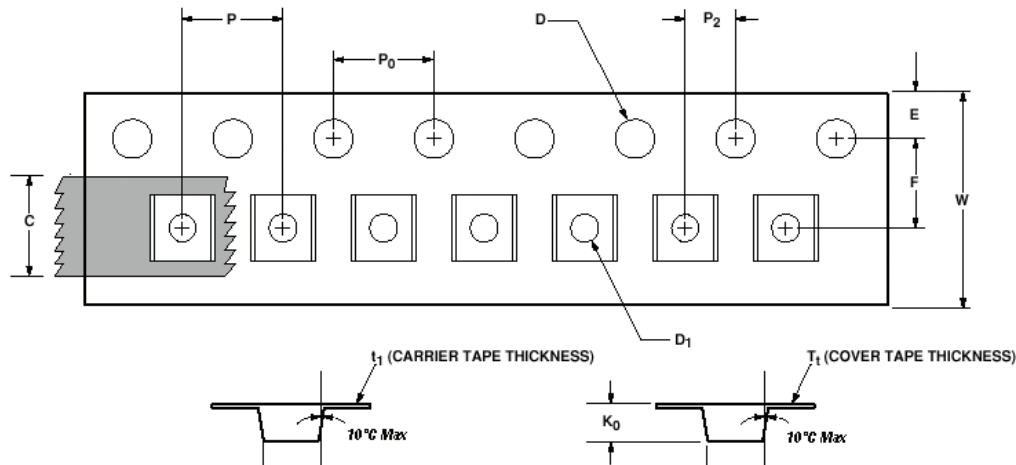 P
D
P2
P0
E
F
W
C
D1
t1 (CARRIER TAPE THICKNESS)
Tt (COVER TAPE THICKNESS)
K0
10°C Max
10°C Max